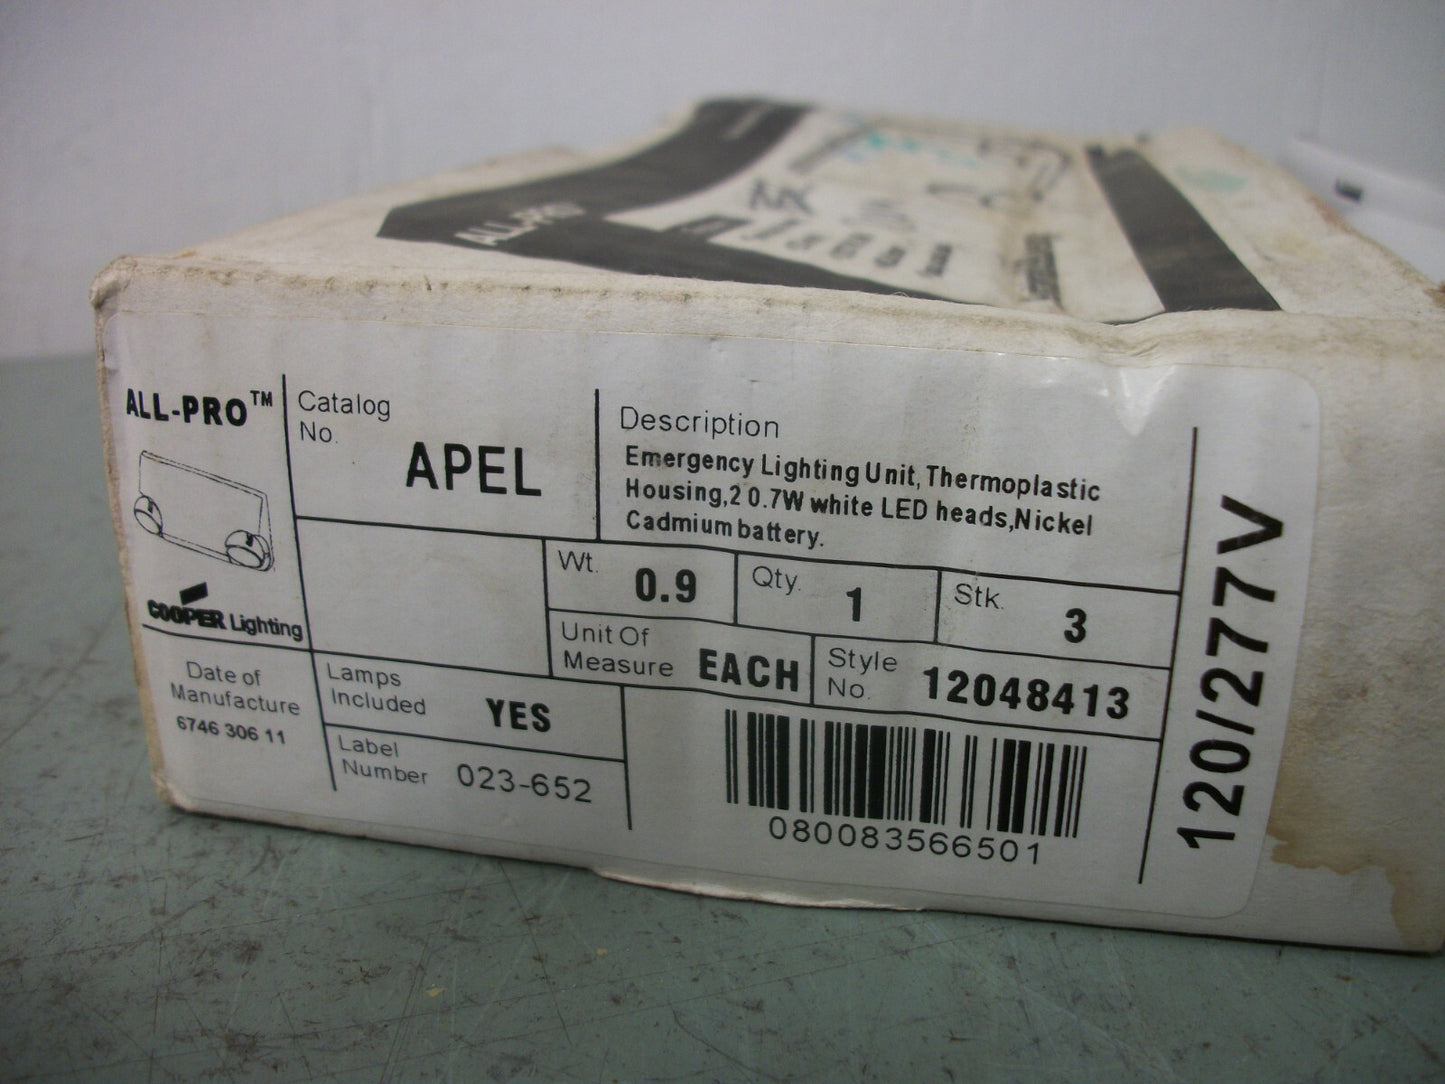 ALL-PRO
ALL-PRO™
COOPER Lighting
Date of
Manufacture
6746 306 11
Catalog
No.
APEL
Description
Emergency Lighting Unit, Thermoplastic
Housing,2 0.7W white LED heads,Nickel
Cadmium battery.
Wt. 0.9
Qty. 1
Stk. 3
Unit Of
Measure EACH
Style
No. 12048413
Lamps
Included YES
Label
Number 023-652
080083566501
120/277V